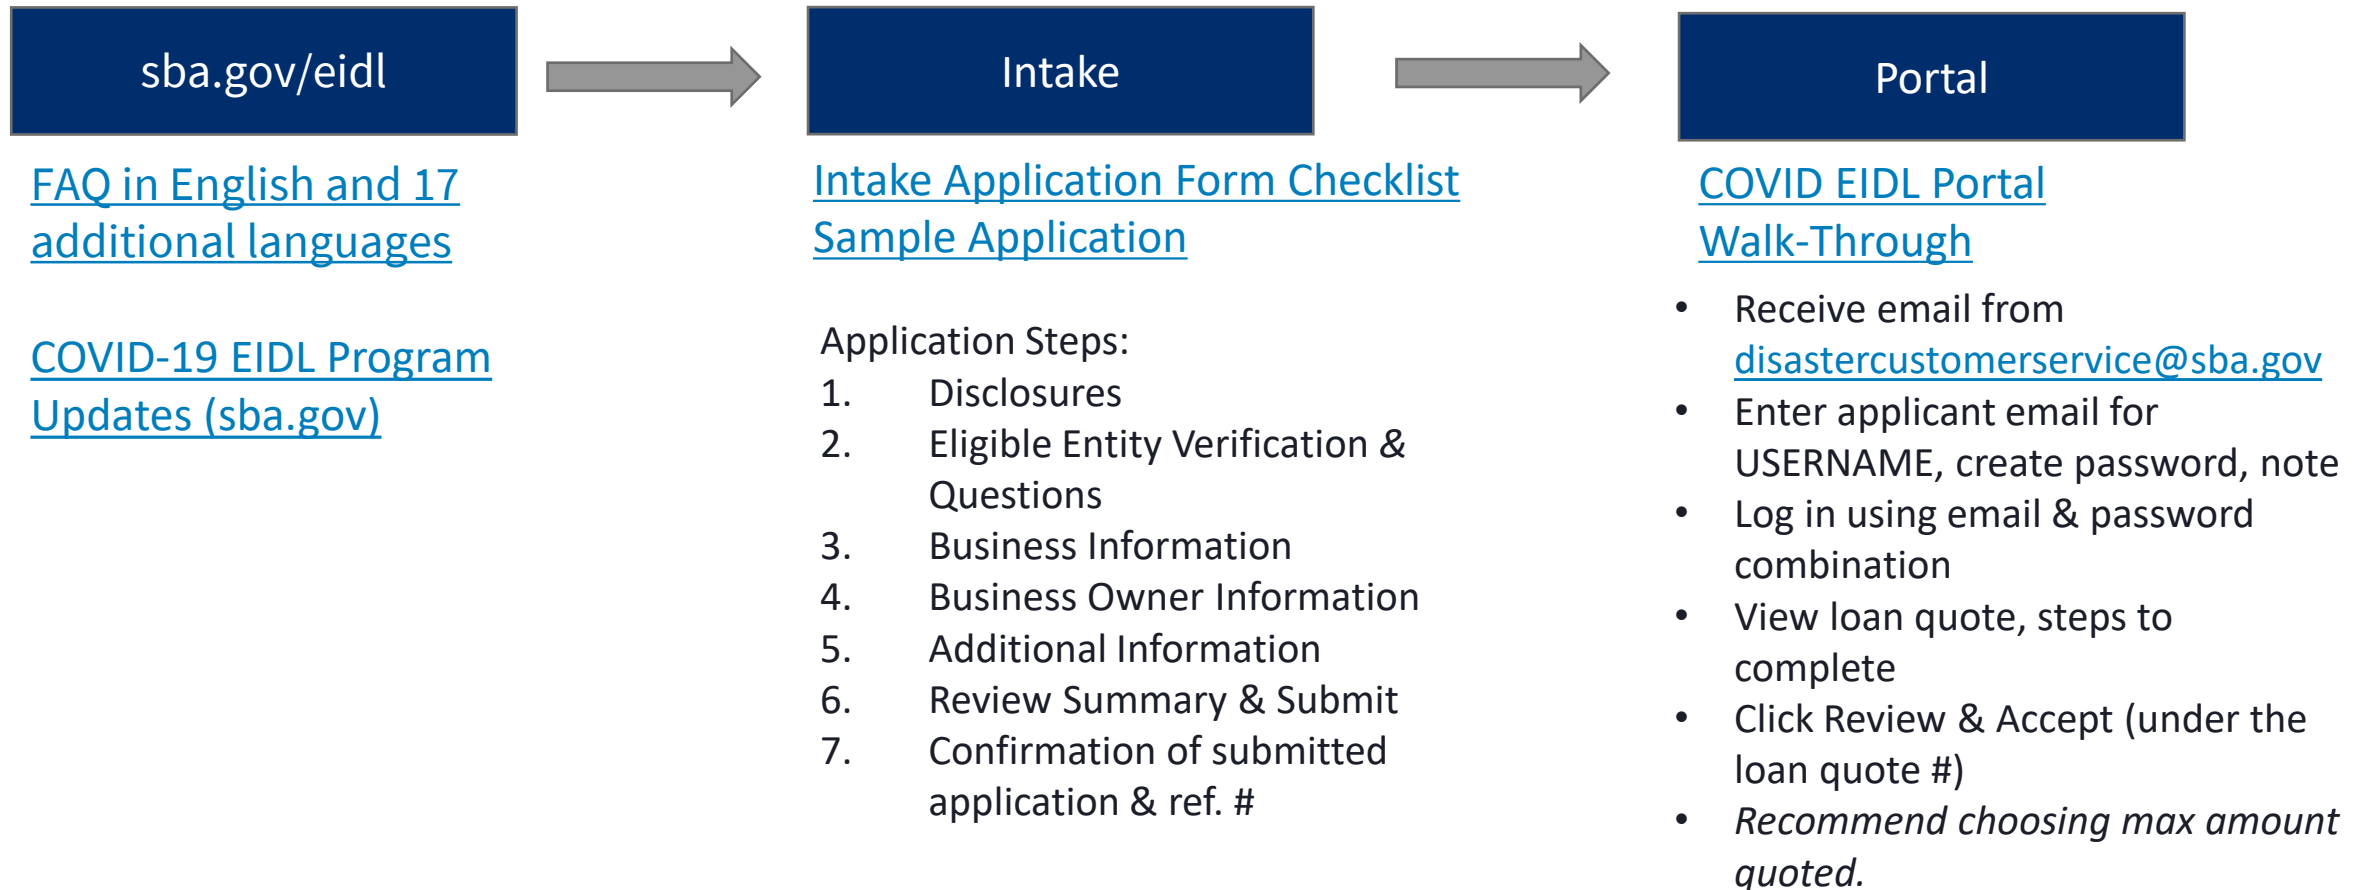 sba.gov/eidl
FAQ in English and 17
additional languages
COVID-19 EIDL Program
Updates (sba.gov)
Intake
Intake Application Form Checklist
Sample Application
Application Steps:
1. Disclosures
2. Eligible Entity Verification &
Questions
3. Business Information
4. Business Owner Information
5. Additional Information
6. Review Summary & Submit
7. Confirmation of submitted
application & ref. #
Portal
COVID EIDL Portal
Walk-Through
• Receive email from
disastercustomerservice@sba.gov
• Enter applicant email for
USERNAME, create password, note
• Log in using email & password
combination
• View loan quote, steps to
complete
• Click Review & Accept (under the
loan quote #)
• Recommend choosing max amount
quoted.